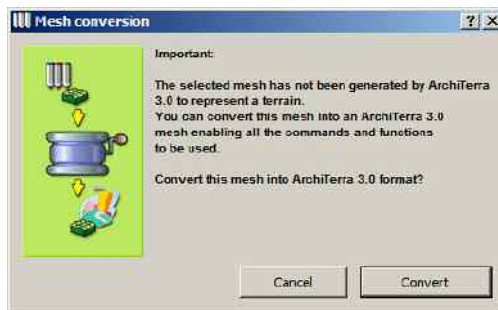 Mesh conversion
Important:
The selected mesh has not been generated by ArchiTerra
3.0 to represent a terrain.
You can convert this mesh into an ArchiTerra 3.0
mesh enabling all the commands and functions
to be used.
Convert this mesh into ArchiTerra 3.0 format?
Cancel
Convert